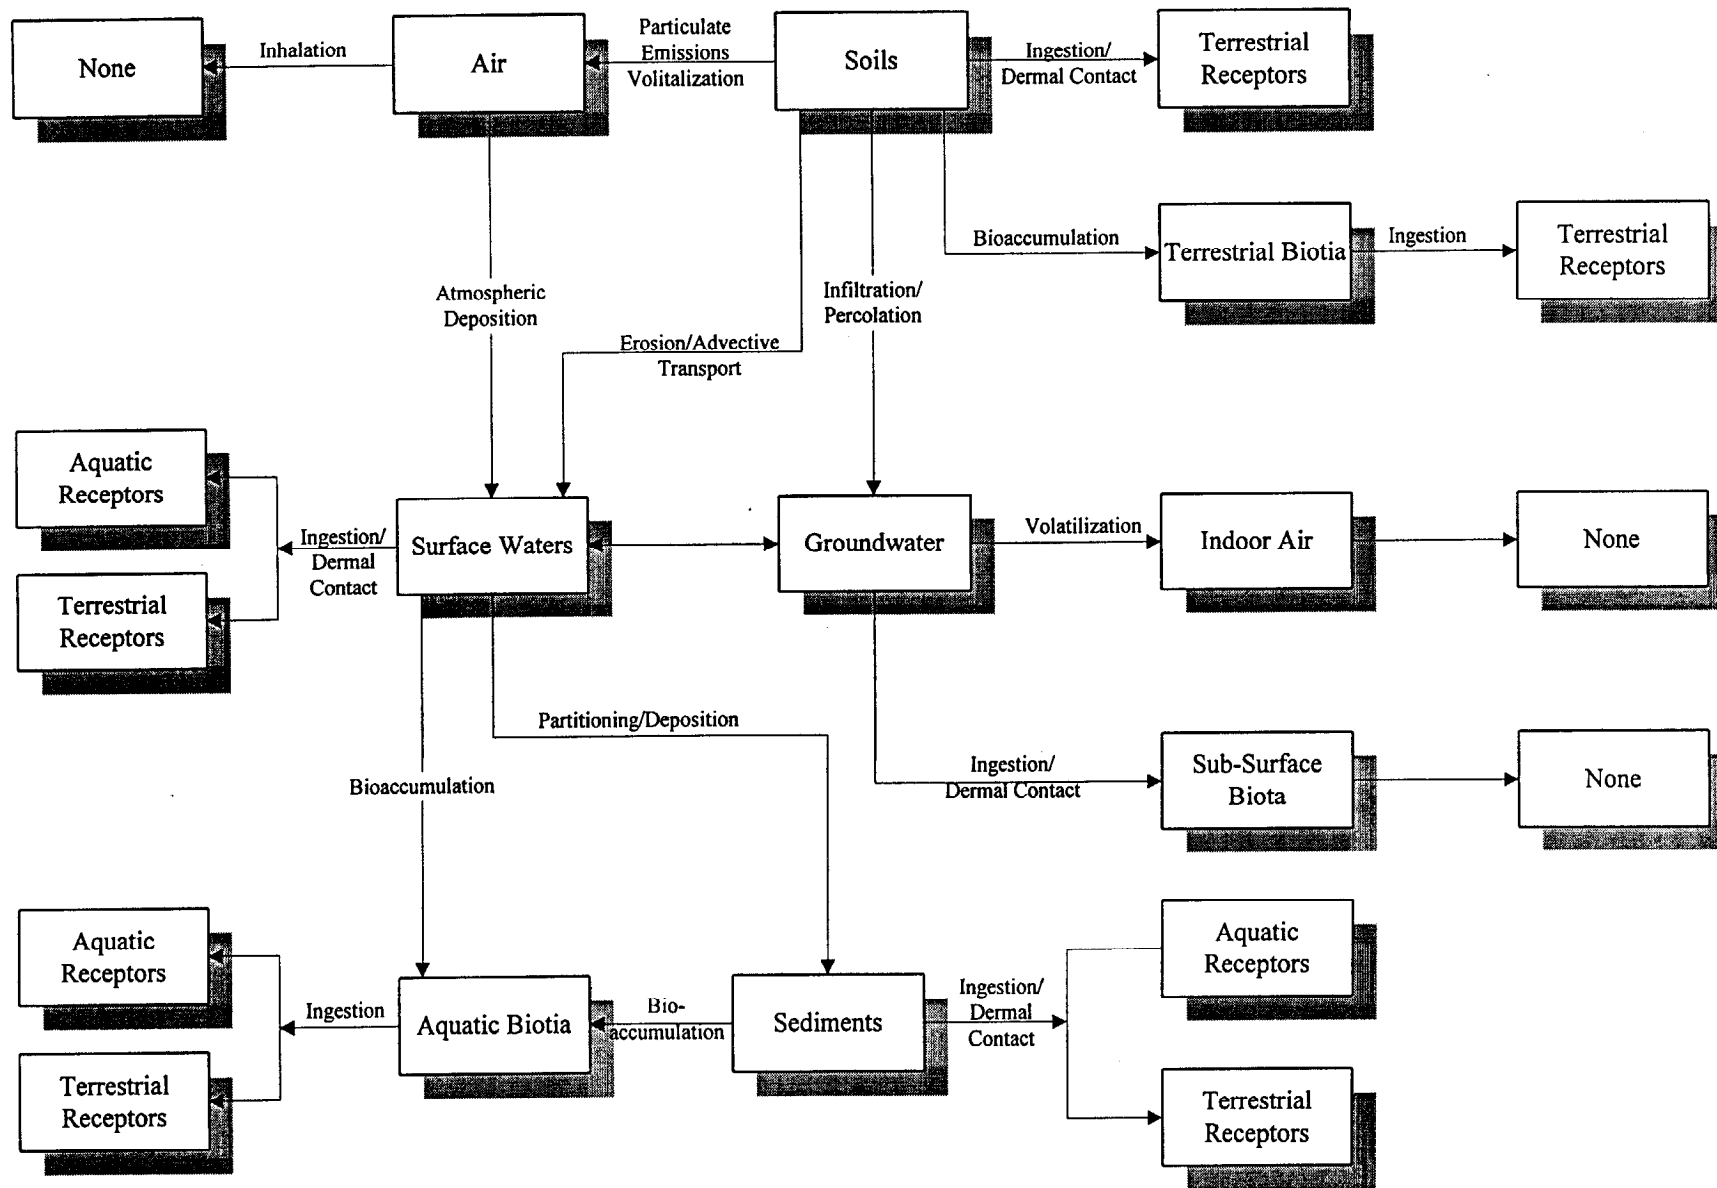 None
Inhalation
Air
Particulate
Emissions
Volitalization
Soils
Ingestion/
Dermal Contact
Terrestrial
Receptors
Bioaccumulation
Terrestrial Biotia
Ingestion
Terrestrial
Receptors
Atmospheric
Deposition
Infiltration/
Percolation
Erosion/Advective
Transport
Aquatic
Receptors
Terrestrial
Receptors
Ingestion/
Dermal
Contact
Surface Waters
Groundwater
Volatilization
Indoor Air
None
Partitioning/Deposition
Bioaccumulation
Ingestion/
Dermal Contact
Sub-Surface
Biota
None
Aquatic
Receptors
Terrestrial
Receptors
Ingestion
Aquatic Biotia
Bio-
accumulation
Sediments
Ingestion/
Dermal
Contact
Aquatic
Receptors
Terrestrial
Receptors